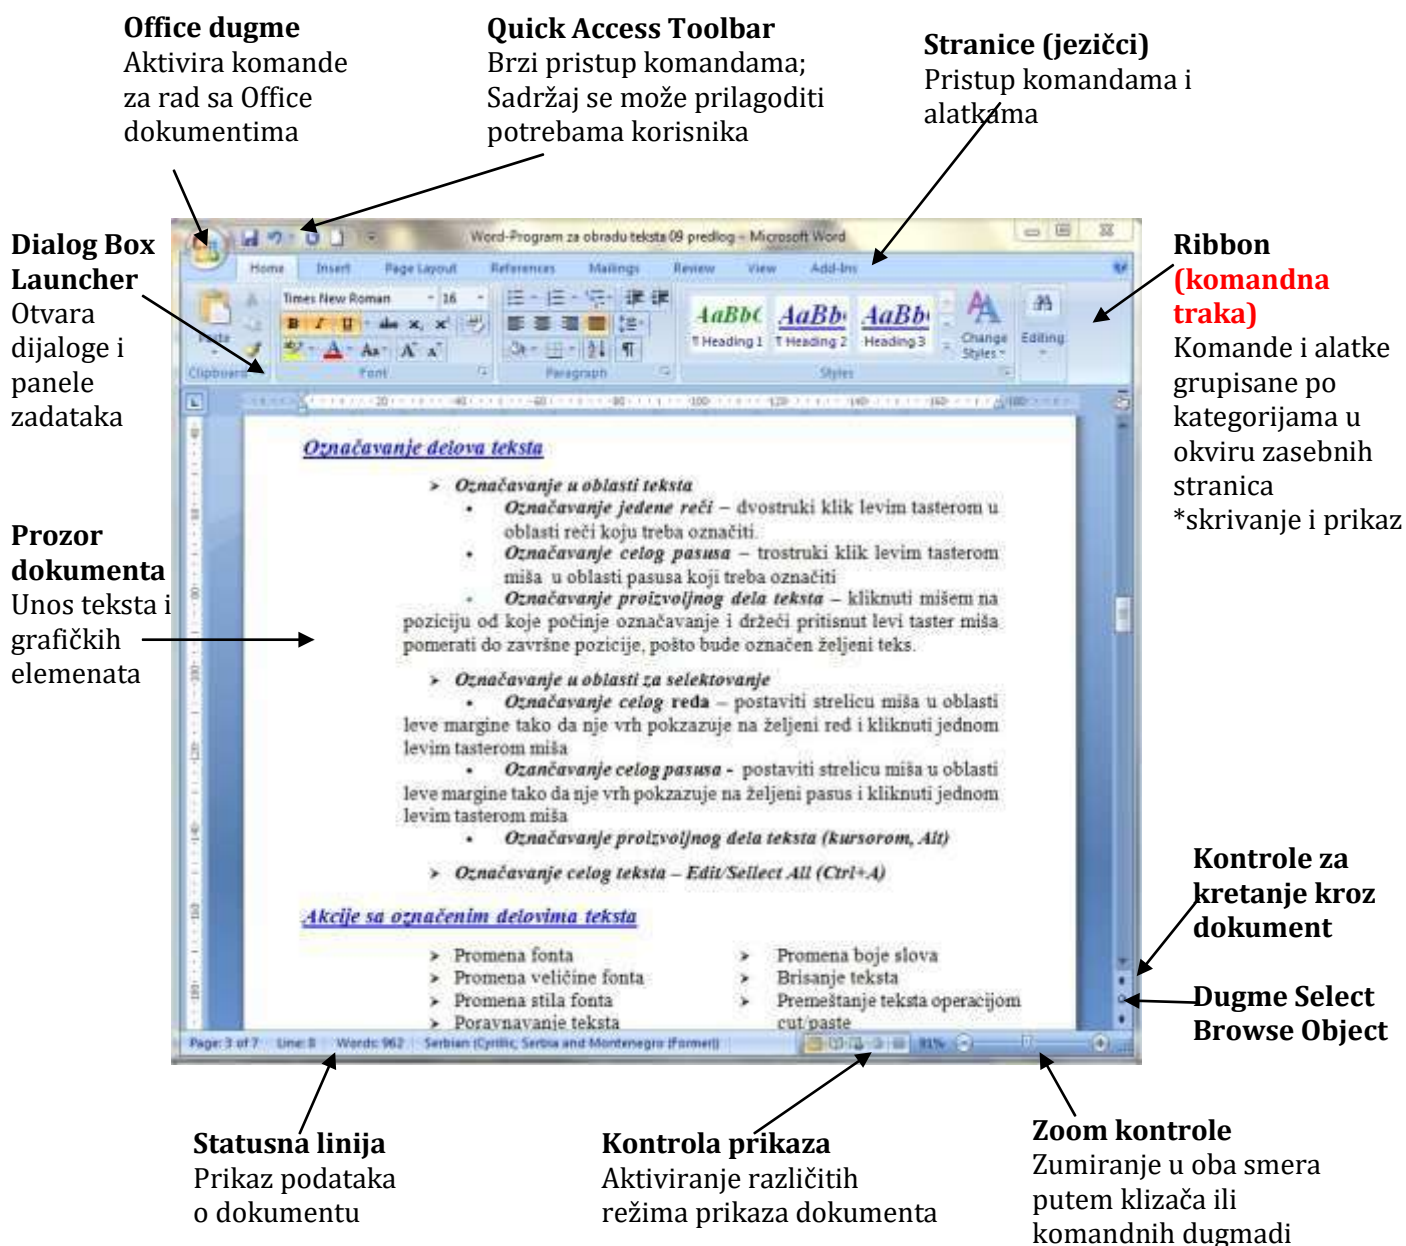 Office dugme
Aktivira komande
za rad sa Office
dokumentima
Quick Access Toolbar
Brzi pristup komandama;
Sadržaj se može prilagoditi
potrebama korisnika
Stranice (jezičci)
Pristup komandama i
alatkama
Dialog Box
Launcher
Otvara
dijaloge i
panele
zadataka
Prozor
dokumenta
Unos teksta i
grafičkih
elemenata
Word-Program za obradu teksta 09 predlog - Microsoft Word
Home Insert Page Layout References Mailings Review View Add-Ins
Times New Roman 16
AaBbC AaBb AaBb
Paste
¶ Heading 1 ¶ Heading 2 Heading 3
Change
Styles
Editing
Clipboard Font Paragraph Styles
Označavanje delova teksta
➢ Označavanje u oblasti teksta
• Označavanje jedene reči – dvostruki klik levim tasterom u
oblasti reči koju treba označiti.
• Označavanje celog pasusa – trostruki klik levim tasterom
miša u oblasti pasusa koji treba označiti
• Označavanje proizvoljnog dela teksta – kliknuti mišem na
poziciju od koje počinje označavanje i držeći pritisnut levi taster miša
pomerati do završne pozicije, pošto bude označen željeni teks.
➢ Označavanje u oblasti za selektovanje
• Označavanje celog reda – postaviti strelicu miša u oblasti
leve margine tako da nje vrh pokzazuje na željeni red i kliknuti jednom
levim tasterom miša
• Ozančavanje celog pasusa - postaviti strelicu miša u oblasti
leve margine tako da nje vrh pokzazuje na željeni pasus i kliknuti jednom
levim tasterom miša
• Označavanje proizvoljnog dela teksta (kursorom, Alt)
➢ Označavanje celog teksta – Edit/Sellect All (Ctrl+A)
Akcije sa označenim delovima teksta
➢ Promena fonta
➢ Promena veličine fonta
➢ Promena stila fonta
➢ Poravnavanje teksta
➢ Promena boje slova
➢ Brisanje teksta
➢ Premeštanje teksta operacijom
cut/paste
Page: 3 of 7 Line: 8 Words: 962 Serbian (Cyrillic, Serbia and Montenegro (Former)) 81%
Ribbon
(komandna
traka)
Komande i alatke
grupisane po
kategorijama u
okviru zasebnih
stranica
*skrivanje i prikaz
Kontrole za
kretanje kroz
dokument
Dugme Select
Browse Object
Statusna linija
Prikaz podataka
o dokumentu
Kontrola prikaza
Aktiviranje različitih
režima prikaza dokumenta
Zoom kontrole
Zumiranje u oba smera
putem klizača ili
komandnih dugmadi